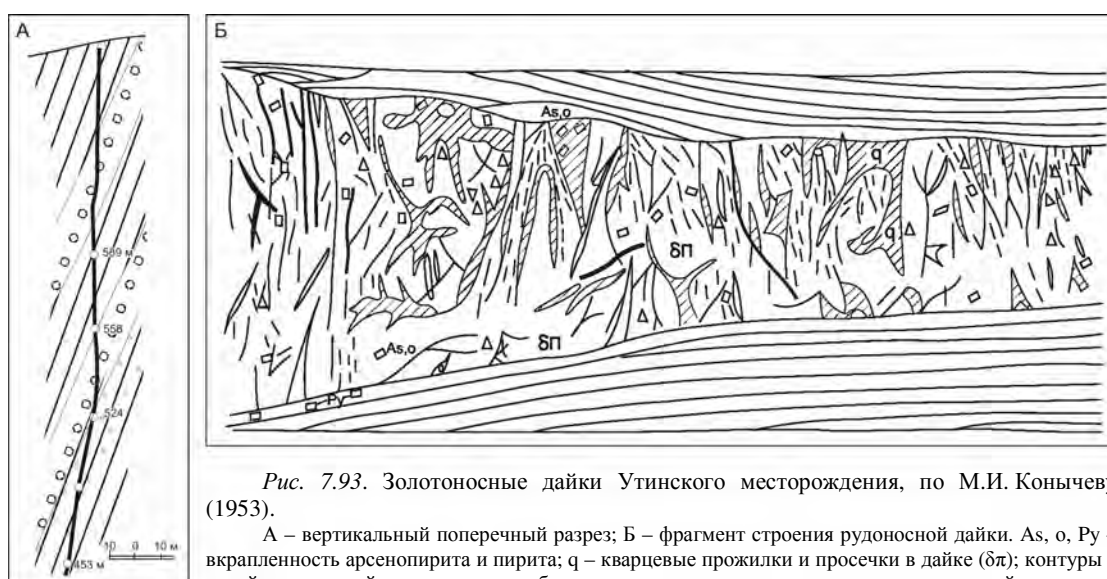 А
Б
589 м
558
524
10 0 10 м
453 м
As,o
q
q
δп
As,o
δп
Py
Рис. 7.93. Золотоносные дайки Утинского месторождения, по М.И. Конычеву
(1953).
А – вертикальный поперечный разрез; Б – фрагмент строения рудоносной дайки. As, o, Py –
вкрапленность арсенопирита и пирита; q – кварцевые прожилки и просечки в дайке (δπ); контуры